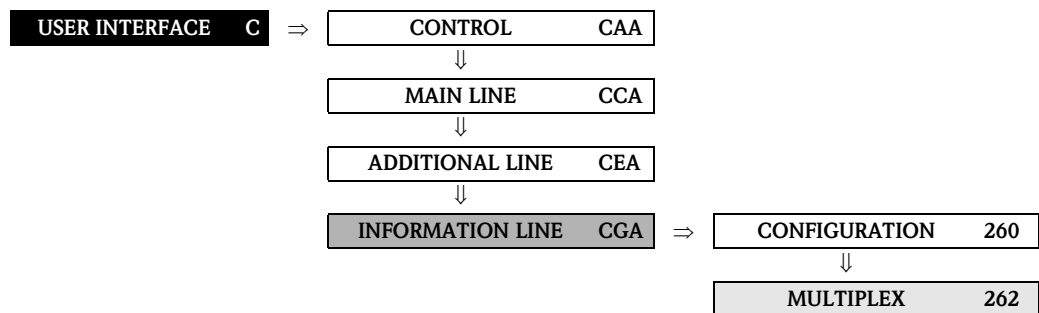 USER INTERFACE C ⇒ CONTROL CAA
⇓
MAIN LINE CCA
⇓
ADDITIONAL LINE CEA
⇓
INFORMATION LINE CGA ⇒ CONFIGURATION 260
⇓
MULTIPLEX 262